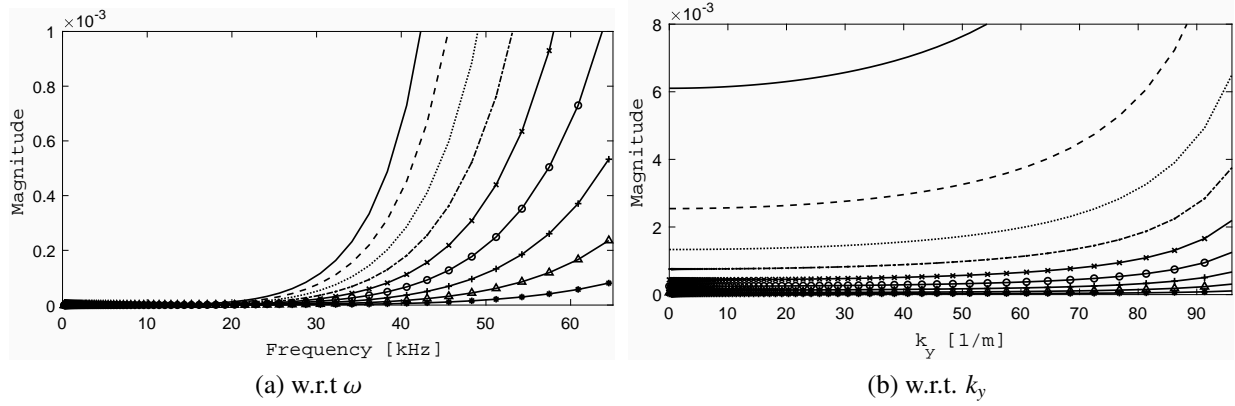 ×10⁻³
1
0.8
0.6
0.4
0.2
0
Magnitude
0 10 20 30 40 50 60
Frequency [kHz]
(a) w.r.t ω
×10⁻³
8
6
4
2
0
Magnitude
0 10 20 30 40 50 60 70 80 90
k_y [1/m]
(b) w.r.t. k_y